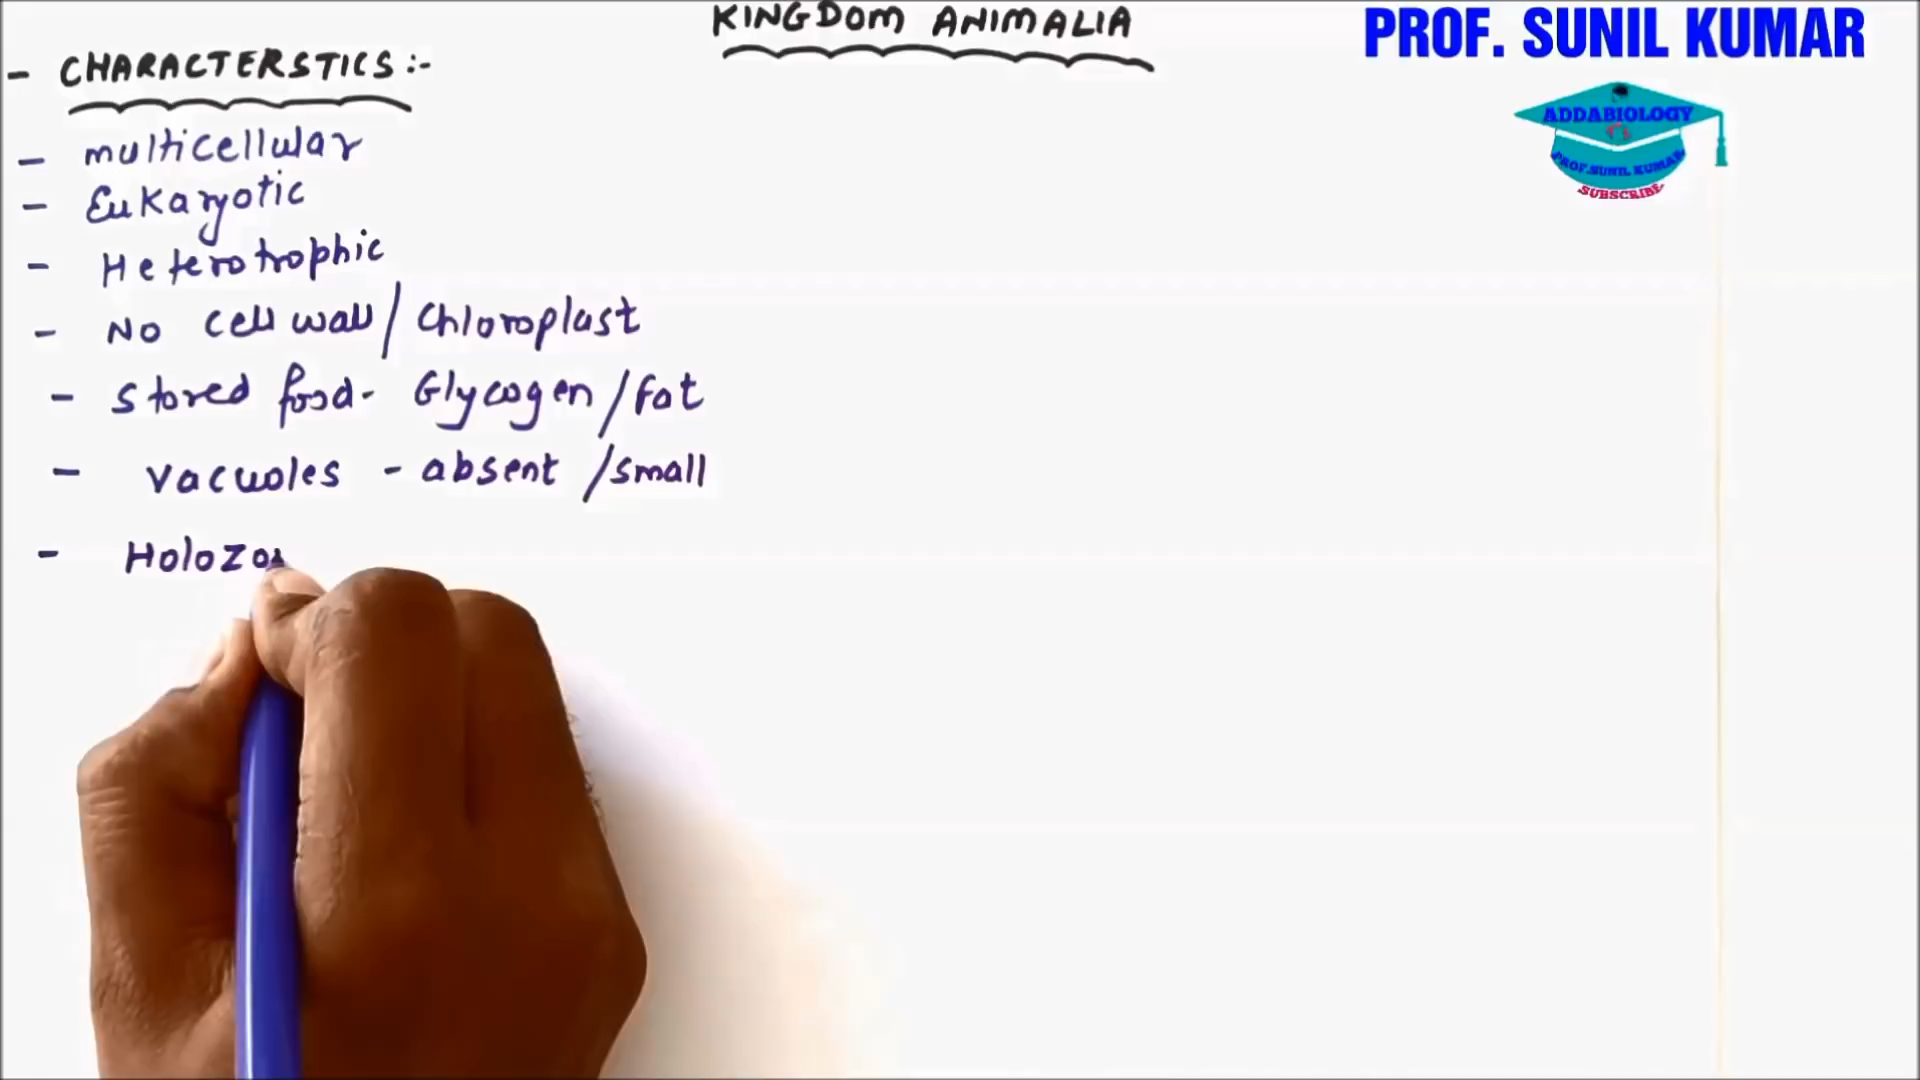 KINGDOM ANIMALIA
PROF. SUNIL KUMAR
- CHARACTERSTICS :-
ADDABIOLOGY
PROF.SUNIL KUMAR
SUBSCRIBE
- multicellular
- Eukaryotic
- Heterotrophic
- No cell wall / Chloroplast
- Stored food - Glycogen / Fat
- Vacuoles - absent / small
- Holozo